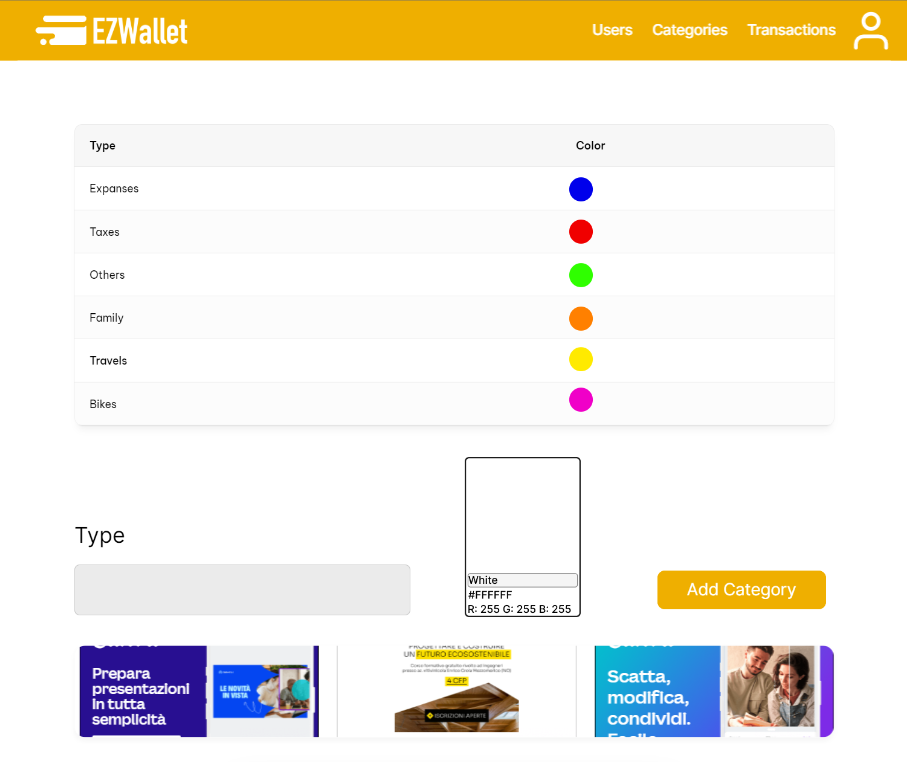 EZWallet
Users Categories Transactions
Type Color
Expanses
Taxes
Others
Family
Travels
Bikes
White
#FFFFFF
R: 255 G: 255 B: 255
Type
Add Category
Prepara
presentazioni
in tutta
semplicità
LE NOVITÀ
IN VISTA
PROGETTARE E COSTRUIRE
UN FUTURO ECOSOSTENIBILE
4 CFP
ISCRIZIONI APERTE
Scatta,
modifica,
condividi.